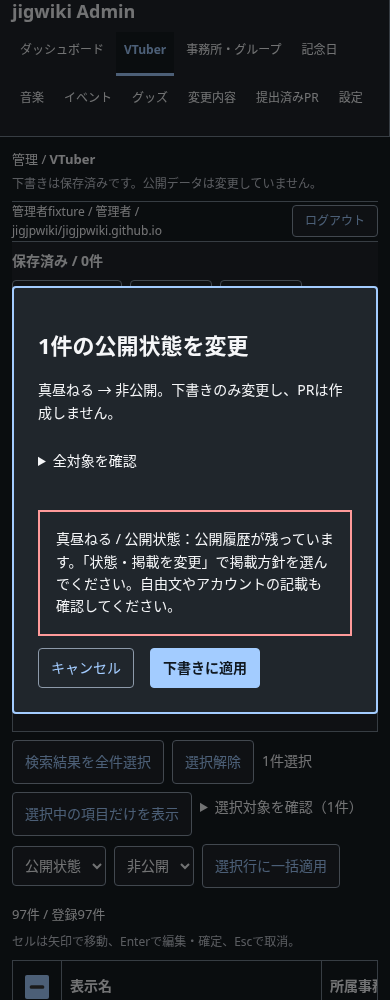 jigwiki Admin
ダッシュボード VTuber 事務所・グループ 記念日
音楽 イベント グッズ 変更内容 提出済みPR 設定
管理 / VTuber
下書きは保存済みです。公開データは変更していません。
管理者fixture / 管理者 /
jigjpwiki/jigjpwiki.github.io
ログアウト
保存済み / 0件
1件の公開状態を変更
真昼ねる → 非公開。下書きのみ変更し、PRは作
成しません。
▶ 全対象を確認
真昼ねる / 公開状態：公開履歴が残っていま
す。「状態・掲載を変更」で掲載方針を選ん
でください。自由文やアカウントの記載も
確認してください。
キャンセル 下書きに適用
検索結果を全件選択 選択解除 1件選択
選択中の項目だけを表示 ▶ 選択対象を確認（1件）
公開状態 非公開 選択行に一括適用
97件 / 登録97件
セルは矢印で移動、Enterで編集・確定、Escで取消。
表示名 所属事務